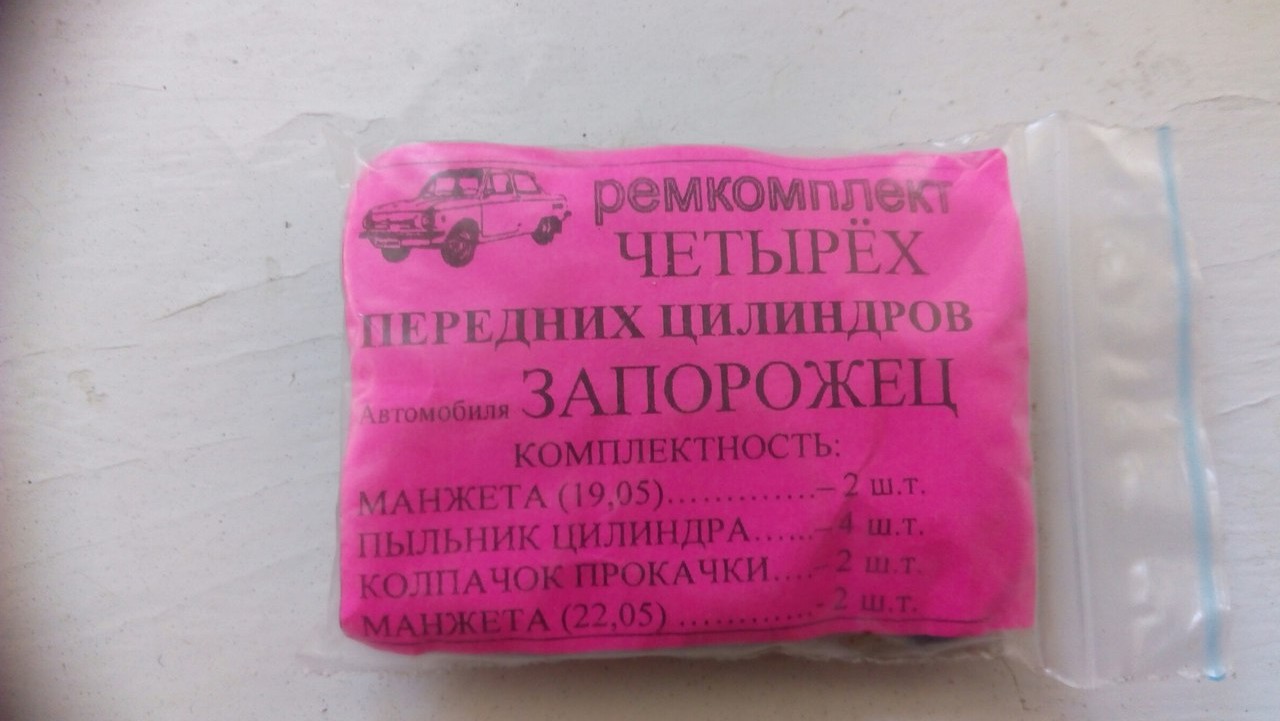 ремкомплект
ЧЕТЫРЁХ
ПЕРЕДНИХ ЦИЛИНДРОВ
Автомобиля ЗАПОРОЖЕЦ
КОМПЛЕКТНОСТЬ:
МАНЖЕТА (19,05).............– 2 ш.т.
ПЫЛЬНИК ЦИЛИНДРА......– 4 ш.т.
КОЛПАЧОК ПРОКАЧКИ....– 2 ш.т.
МАНЖЕТА (22,05) ............- 2 ш.т.